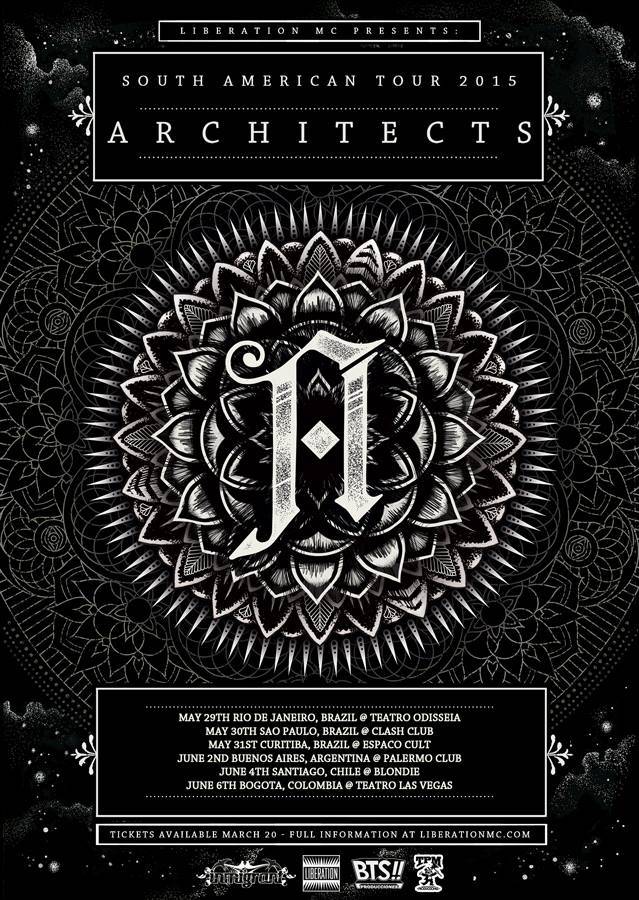 LIBERATION MC PRESENTS:
SOUTH AMERICAN TOUR 2015
ARCHITECTS
MAY 29TH RIO DE JANEIRO, BRAZIL @ TEATRO ODISSEIA
MAY 30TH SAO PAULO, BRAZIL @ CLASH CLUB
MAY 31ST CURITIBA, BRAZIL @ ESPACO CULT
JUNE 2ND BUENOS AIRES, ARGENTINA @ PALERMO CLUB
JUNE 4TH SANTIAGO, CHILE @ BLONDIE
JUNE 6TH BOGOTA, COLOMBIA @ TEATRO LAS VEGAS
TICKETS AVAILABLE MARCH 20 - FULL INFORMATION AT LIBERATIONMC.COM
inmigrant LIBERATION BTS!! TFM
PRODUCCIONES